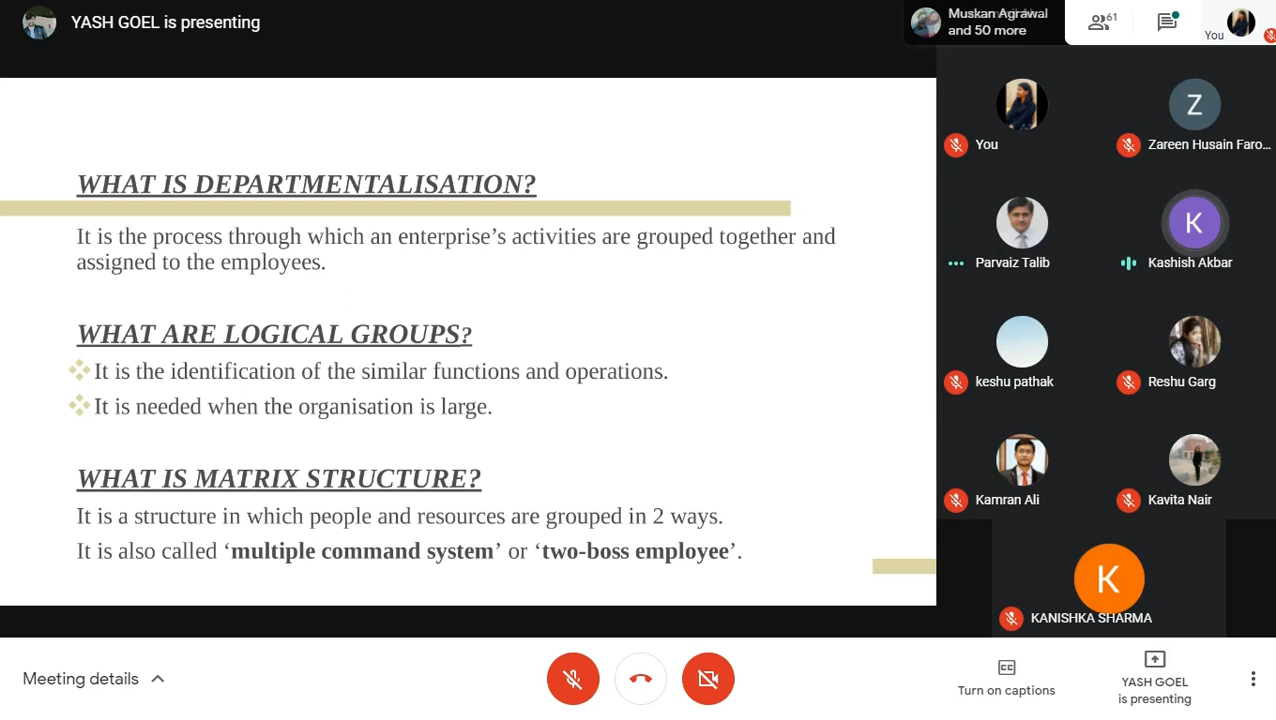 YASH GOEL is presenting
Muskan Agrawal
and 50 more
61
You
WHAT IS DEPARTMENTALISATION?
It is the process through which an enterprise’s activities are grouped together and
assigned to the employees.
WHAT ARE LOGICAL GROUPS?
It is the identification of the similar functions and operations.
It is needed when the organisation is large.
WHAT IS MATRIX STRUCTURE?
It is a structure in which people and resources are grouped in 2 ways.
It is also called ‘multiple command system’ or ‘two-boss employee’.
You
Z
Zareen Husain Faro...
Parvaiz Talib
K
Kashish Akbar
keshu pathak
Reshu Garg
Kamran Ali
Kavita Nair
K
KANISHKA SHARMA
Meeting details
CC
Turn on captions
YASH GOEL
is presenting